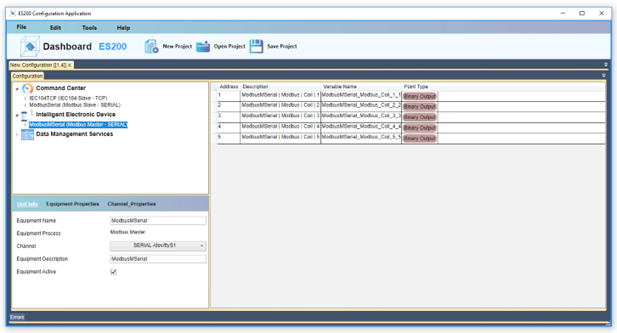 ES200 Configuration Application
File Edit Tools Help
Dashboard ES200 New Project Open Project Save Project
New Configuration ([1,4])
Configuration
Command Center
IEC104TCP (IEC104 Slave - TCP)
ModbusSerial (Modbus Slave - SERIAL)
Intelligent Electronic Device
ModbusMSerial (Modbus Master - SERIAL)
Data Management Services
Address Description Variable Name Point Type
1 ModbusMSerial | Modbus | Coil | 1 ModbusMSerial_Modbus_Coil_1_1 Binary Output
2 ModbusMSerial | Modbus | Coil | 2 ModbusMSerial_Modbus_Coil_2_2 Binary Output
3 ModbusMSerial | Modbus | Coil | 3 ModbusMSerial_Modbus_Coil_3_3 Binary Output
4 ModbusMSerial | Modbus | Coil | 4 ModbusMSerial_Modbus_Coil_4_4 Binary Output
5 ModbusMSerial | Modbus | Coil | 5 ModbusMSerial_Modbus_Coil_5_5 Binary Output
Unit Info Equipment Properties Channel_Properties
Equipment Name ModbusMSerial
Equipment Process Modbus Master
Channel SERIAL-/dev/ttyS1
Equipment Description ModbusMSerial
Equipment Active
Errors